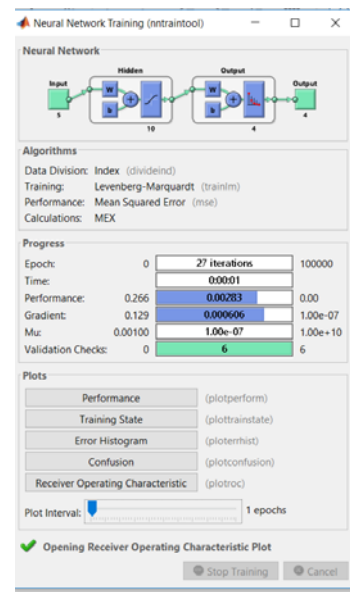 Neural Network Training (nntraintool)
Neural Network
Hidden Output
Input Output
W W
b b
5 10 4 4
Algorithms
Data Division: Index (divideind)
Training: Levenberg-Marquardt (trainlm)
Performance: Mean Squared Error (mse)
Calculations: MEX
Progress
Epoch: 0 27 iterations 100000
Time: 0:00:01
Performance: 0.266 0.00283 0.00
Gradient: 0.129 0.000606 1.00e-07
Mu: 0.00100 1.00e-07 1.00e+10
Validation Checks: 0 6 6
Plots
Performance (plotperform)
Training State (plottrainstate)
Error Histogram (ploterrhist)
Confusion (plotconfusion)
Receiver Operating Characteristic (plotroc)
Plot Interval: 1 epochs
Opening Receiver Operating Characteristic Plot
Stop Training Cancel